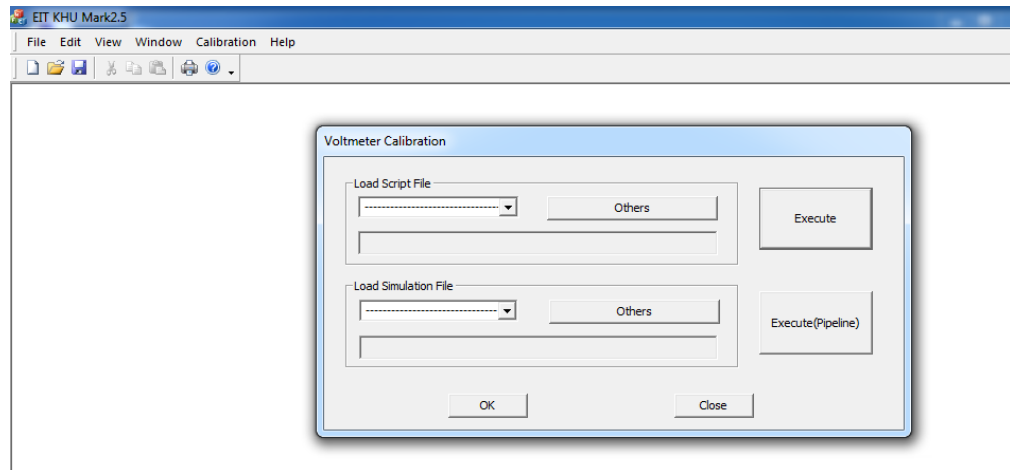 EIT KHU Mark2.5
File Edit View Window Calibration Help
Voltmeter Calibration
Load Script File
--------------------------------- Others
Execute
Load Simulation File
--------------------------------- Others
Execute(Pipeline)
OK Close